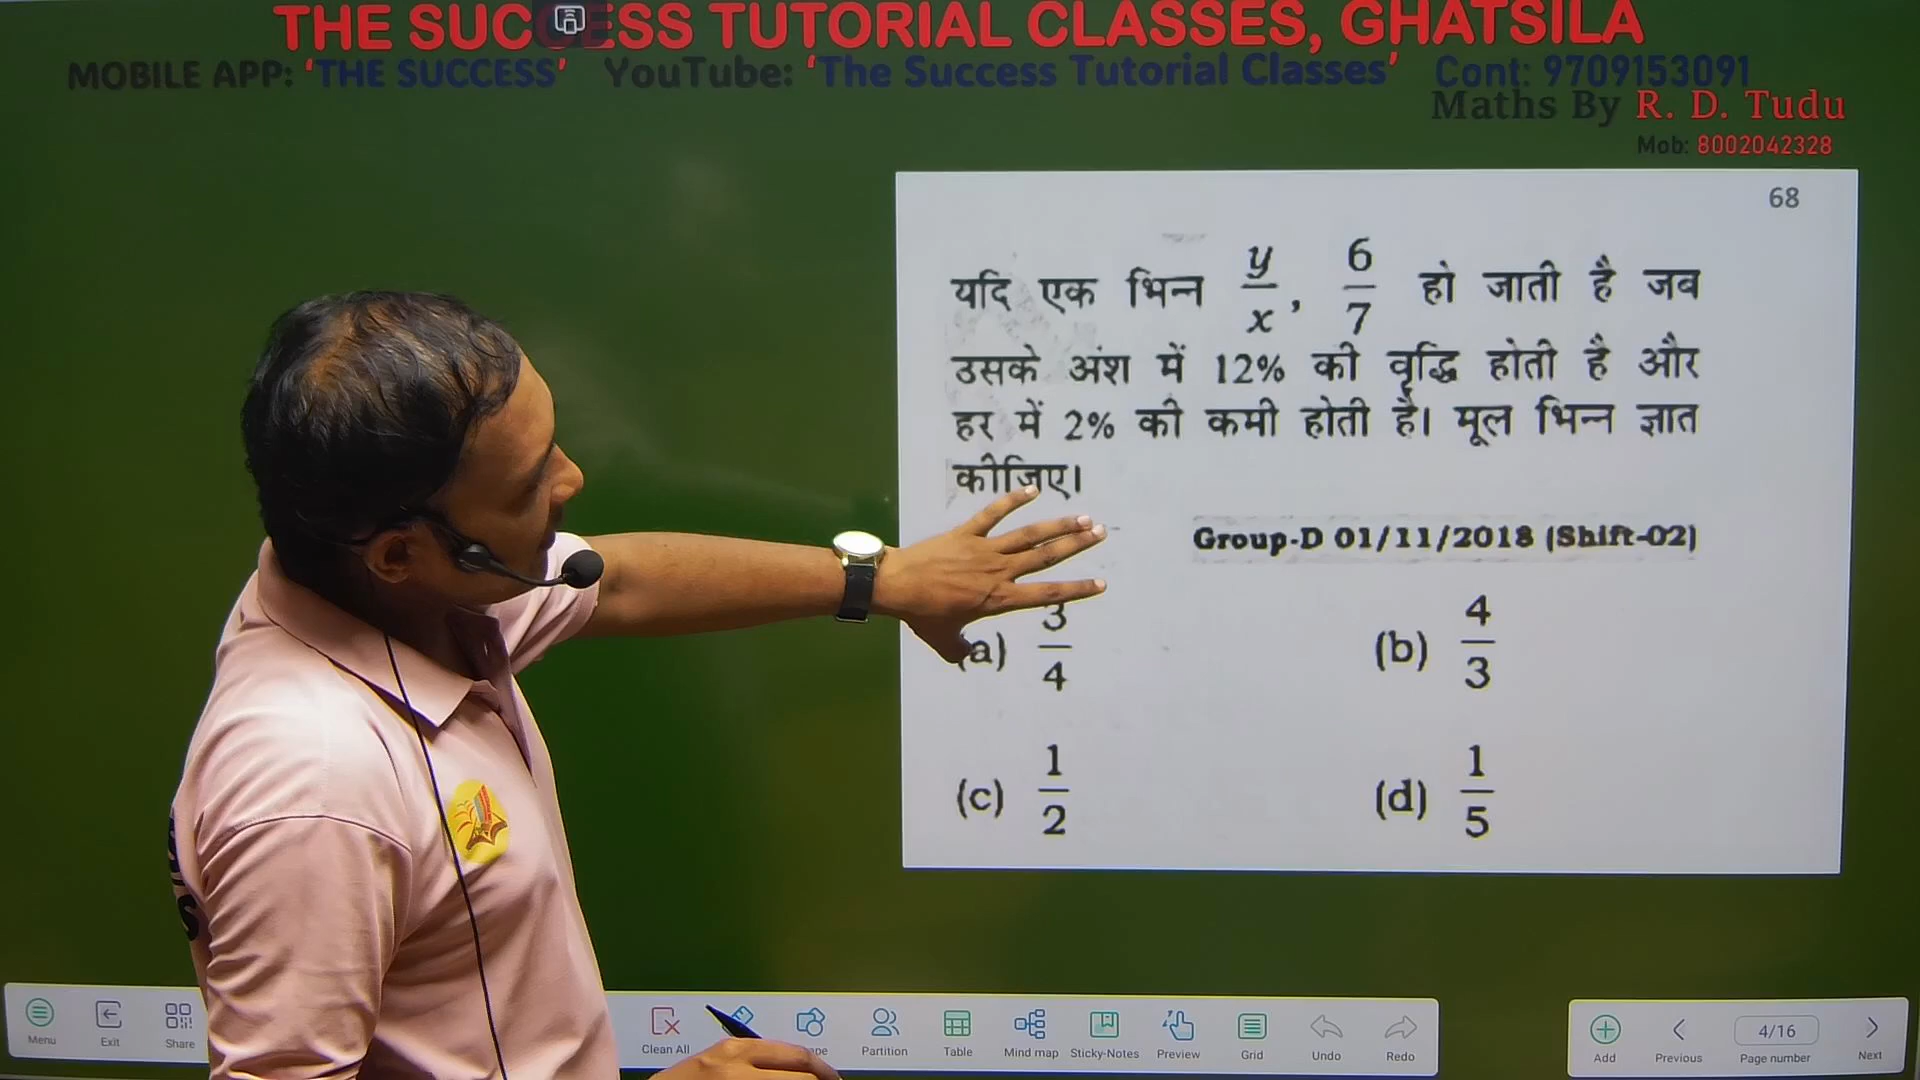 THE SUCCESS TUTORIAL CLASSES, GHATSILA
MOBILE APP: 'THE SUCCESS' YouTube: 'The Success Tutorial Classes' Cont: 9709153091
Maths By R. D. Tudu
Mob: 8002042328
68
यदि एक भिन्न y/x, 6/7 हो जाती है जब
उसके अंश में 12% की वृद्धि होती है और
हर में 2% की कमी होती है। मूल भिन्न ज्ञात
कीजिए।
Group-D 01/11/2018 (Shift-02)
(a) 3/4 (b) 4/3
(c) 1/2 (d) 1/5
Menu Exit Share Clean All Partition Table Mind map Sticky-Notes Preview Grid Undo Redo Add Previous 4/16 Page number Next